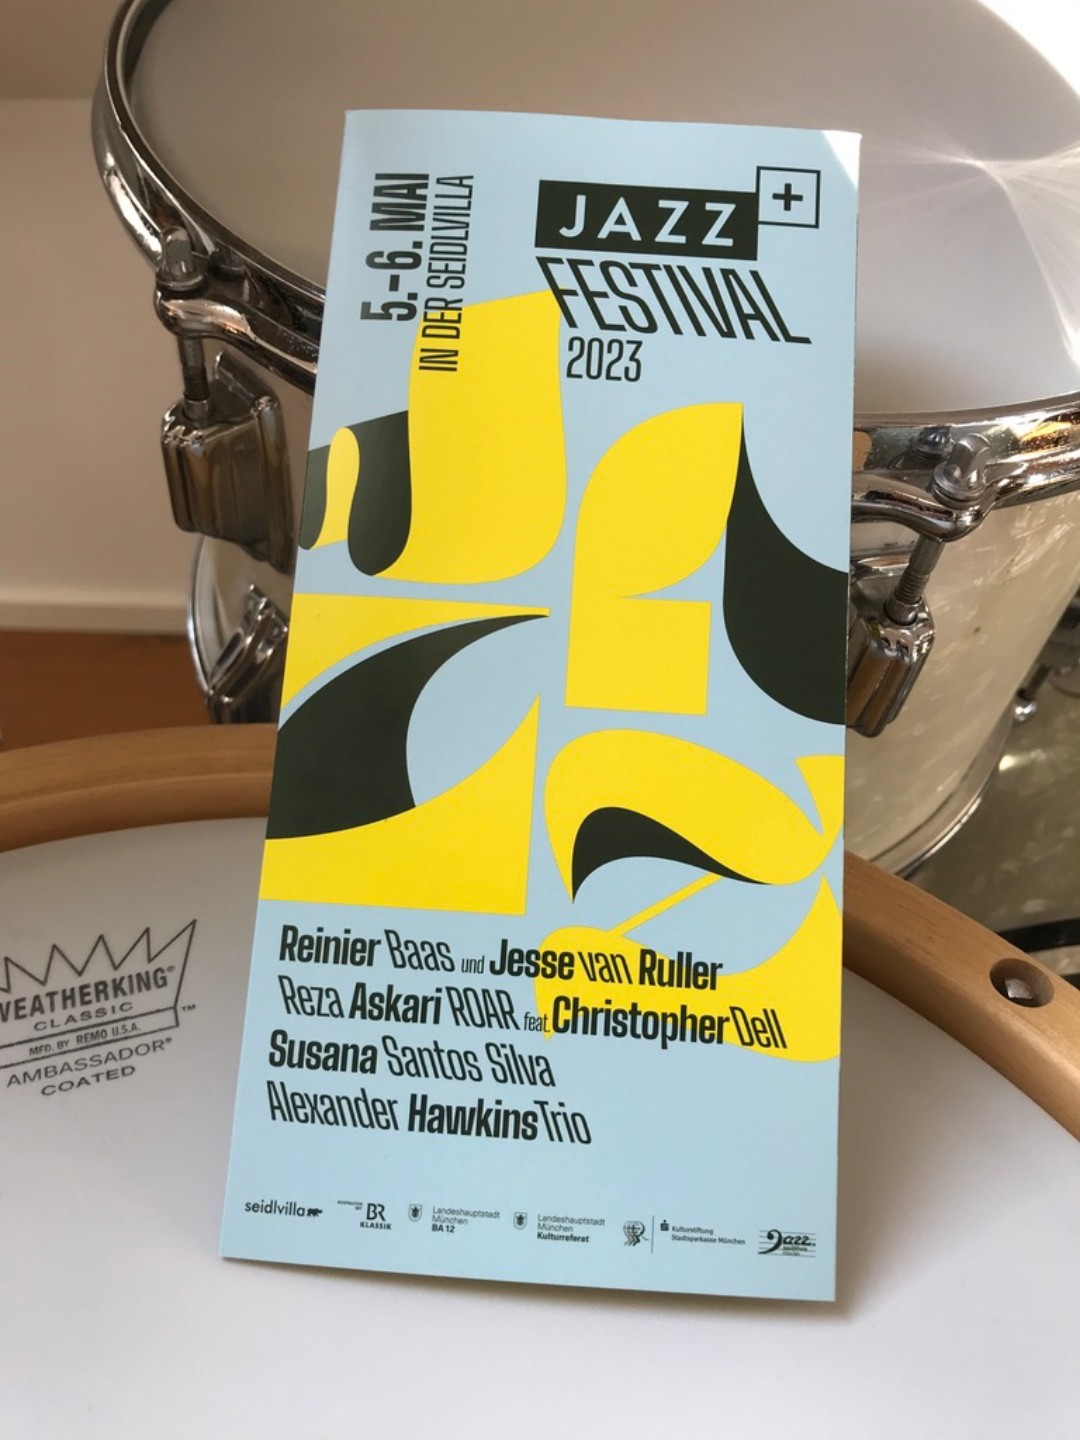 5.–6. MAI
IN DER SEIDLVILLA
JAZZ +
FESTIVAL
2023
Reinier Baas und Jesse van Ruller
Reza Askari ROAR feat. Christopher Dell
Susana Santos Silva
Alexander Hawkins Trio
seidlvilla
BR
KLASSIK
Landeshauptstadt
München
BA 12
Landeshauptstadt
München
Kulturreferat
Kulturstiftung
Stadtsparkasse München
Jazz
WEATHERKING®
CLASSIC ™
MFD. BY REMO U.S.A.
AMBASSADOR®
COATED